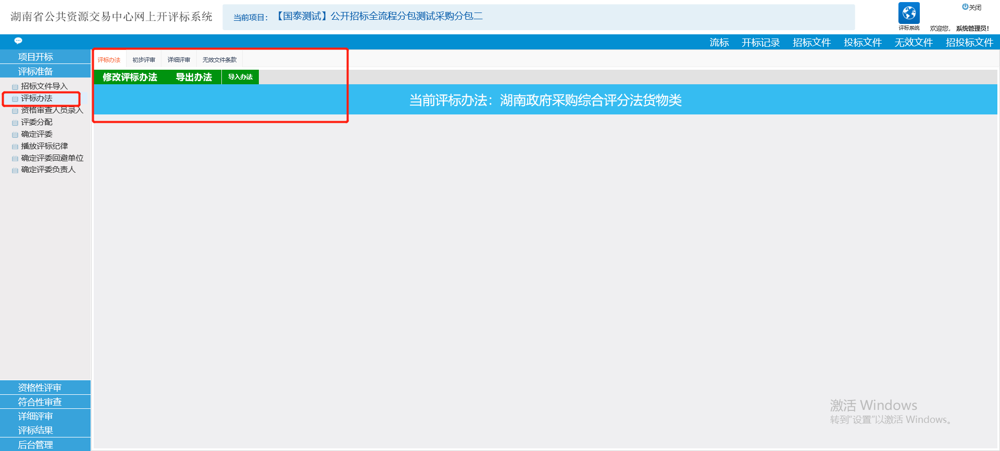 湖南省公共资源交易中心网上开评标系统
当前项目：【国泰测试】公开招标全流程分包测试采购分包二
评标系统
关闭
欢迎您，系统管理员！
流标 开标记录 招标文件 投标文件 无效文件 招投标文件
项目开标
评标准备
招标文件导入
评标办法
资格审查人员录入
评委分配
确定评委
播放评标纪律
确定评委回避单位
确定评委负责人
资格性评审
符合性审查
详细评审
评标结果
后台管理
评标办法 初步评审 详细评审 无效文件条款
修改评标办法 导出办法 导入办法
当前评标办法：湖南政府采购综合评分法货物类
激活 Windows
转到"设置"以激活 Windows。